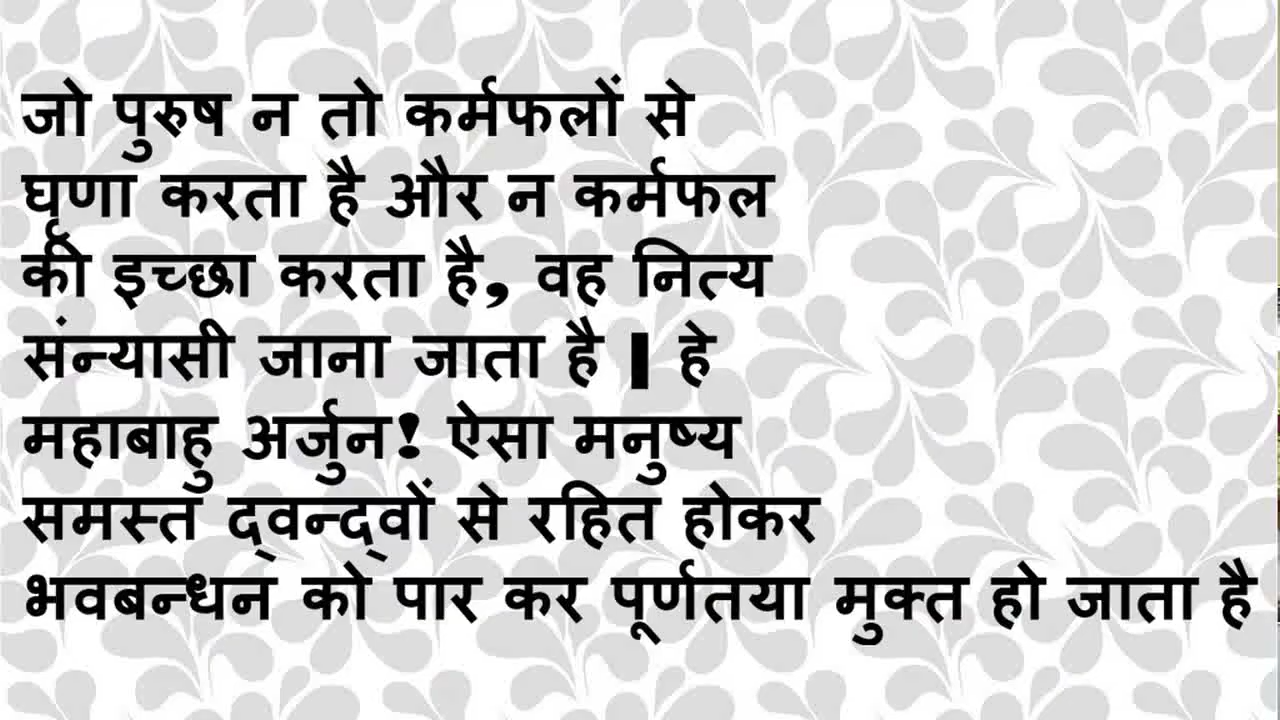 जो पुरुष न तो कर्मफलों से
घृणा करता है और न कर्मफल
की इच्छा करता है, वह नित्य
संन्यासी जाना जाता है | हे
महाबाहु अर्जुन! ऐसा मनुष्य
समस्त द्वन्द्वों से रहित होकर
भवबन्धन को पार कर पूर्णतया मुक्त हो जाता है